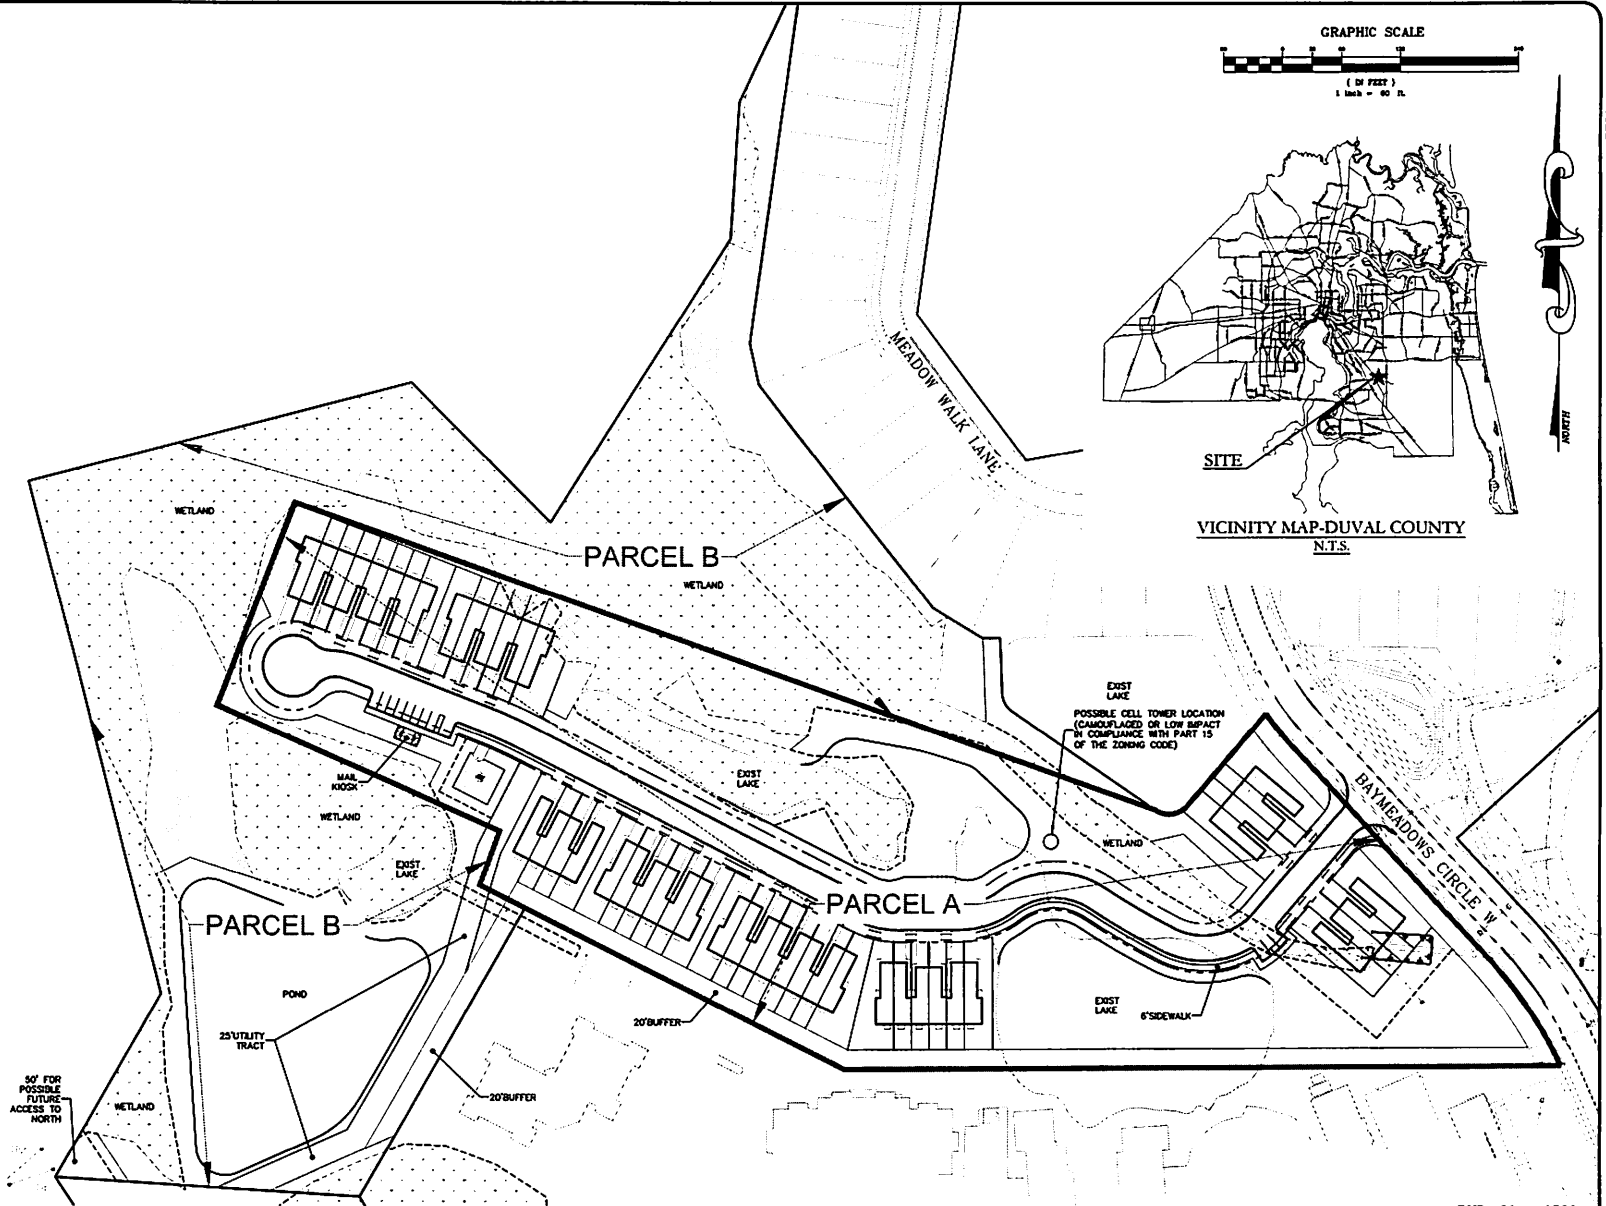 GRAPHIC SCALE
( IN FEET )
1 inch = 60 ft.
NORTH
SITE
VICINITY MAP-DUVAL COUNTY
N.T.S.
MEADOW WALK LANE
WETLAND
PARCEL B
WETLAND
EXIST
LAKE
POSSIBLE CELL TOWER LOCATION
(CAMOUFLAGED OR LOW IMPACT
IN COMPLIANCE WITH PART 15
OF THE ZONING CODE)
BAYMEADOWS CIRCLE W
MAIL
KIOSK
EXIST
LAKE
WETLAND
WETLAND
EXIST
LAKE
PARCEL A
PARCEL B
POND
25'UTILITY
TRACT
20'BUFFER
EXIST
LAKE
6'SIDEWALK
50' FOR
POSSIBLE
FUTURE
ACCESS TO
NORTH
WETLAND
20'BUFFER